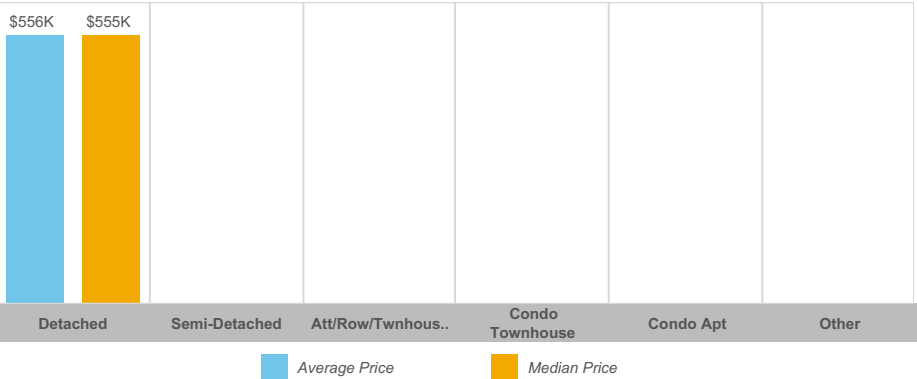 $556K $555K
Detached Semi-Detached Att/Row/Twnhous.. Condo Townhouse Condo Apt Other
Average Price Median Price